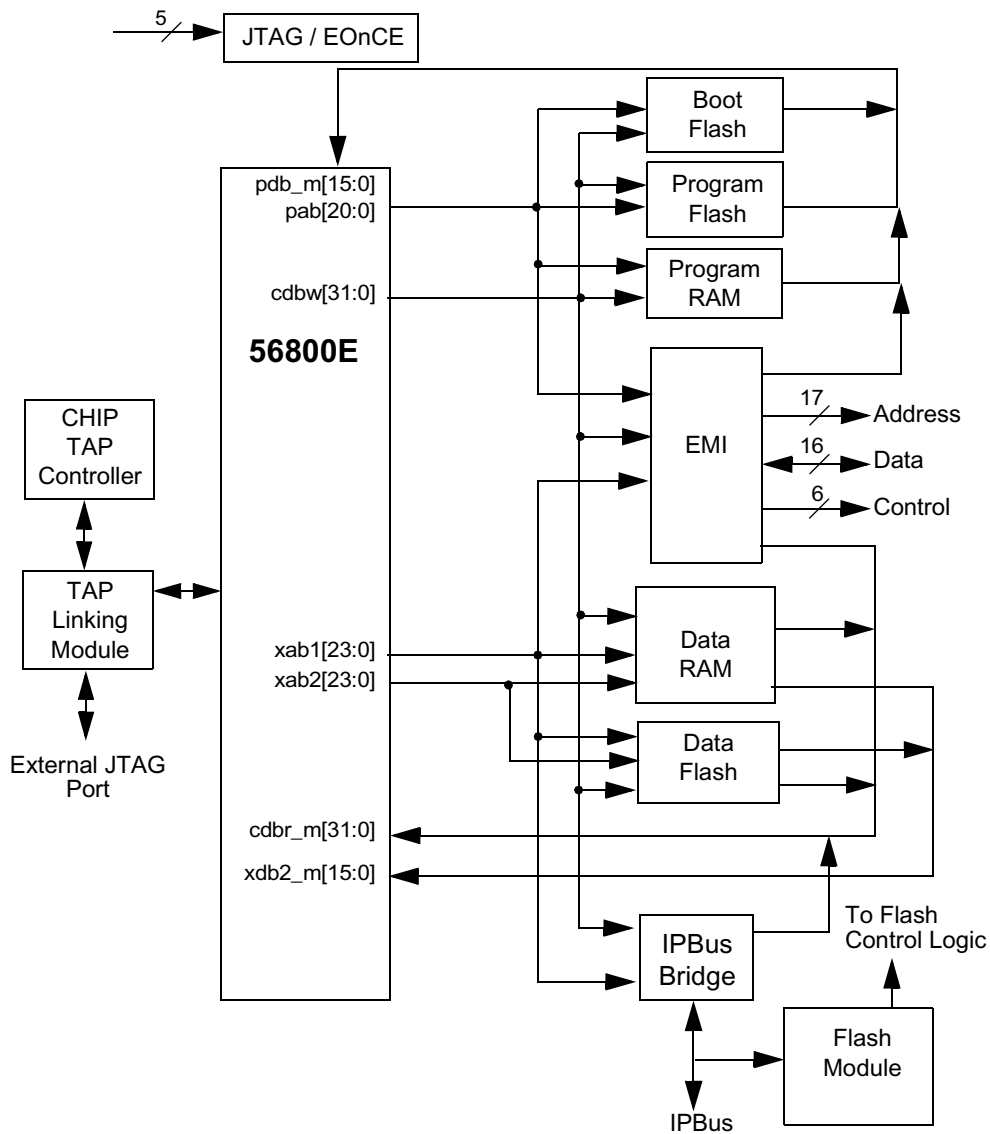 5
JTAG / EOnCE
Boot
Flash
pdb_m[15:0]
pab[20:0]
Program
Flash
cdbw[31:0]
Program
RAM
56800E
CHIP
TAP
Controller
EMI
17
Address
16
Data
6
Control
TAP
Linking
Module
xab1[23:0]
xab2[23:0]
Data
RAM
External JTAG
Port
Data
Flash
cdbr_m[31:0]
xdb2_m[15:0]
IPBus
Bridge
To Flash
Control Logic
Flash
Module
IPBus